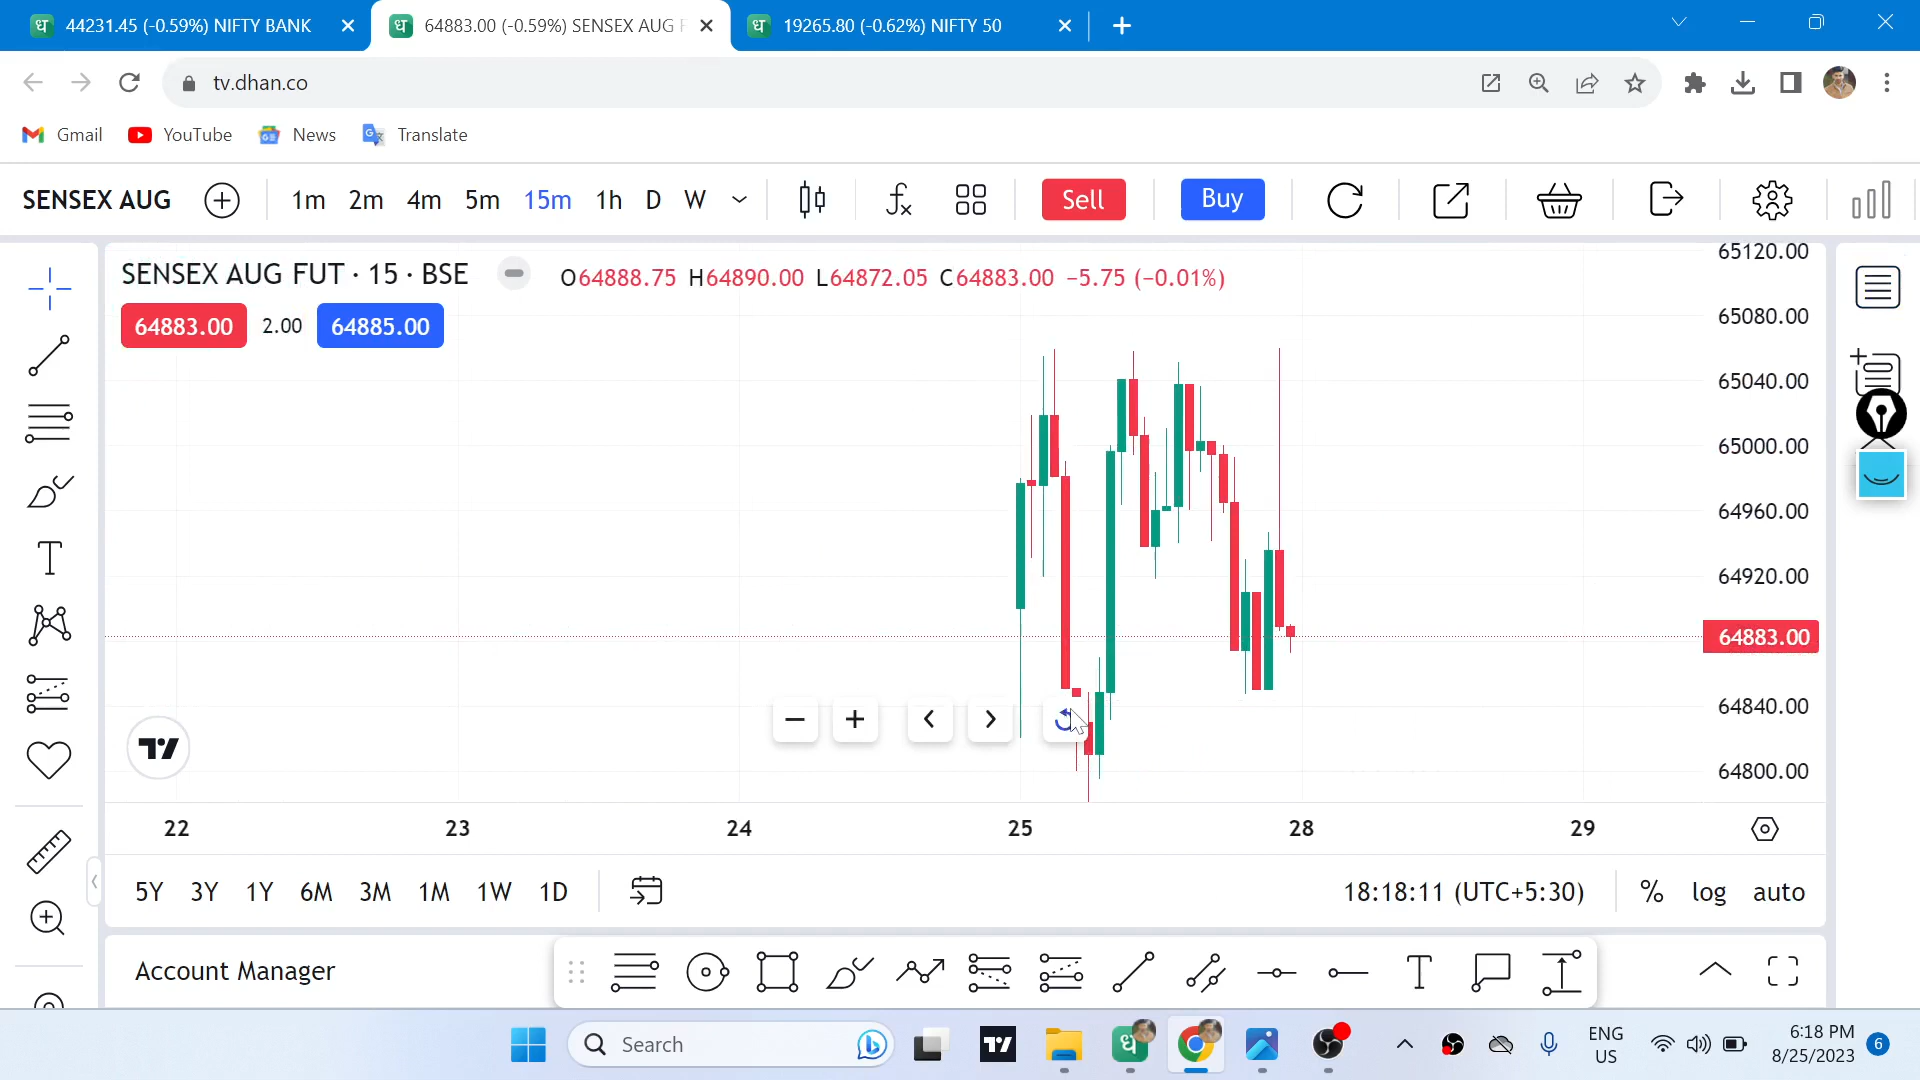 44231.45 (-0.59%) NIFTY BANK
64883.00 (-0.59%) SENSEX AUG F
19265.80 (-0.62%) NIFTY 50
tv.dhan.co
Gmail YouTube News Translate
SENSEX AUG 1m 2m 4m 5m 15m 1h D W Sell Buy
SENSEX AUG FUT · 15 · BSE O64888.75 H64890.00 L64872.05 C64883.00 −5.75 (−0.01%)
64883.00 2.00 64885.00
65120.00
65080.00
65040.00
65000.00
64960.00
64920.00
64883.00
64840.00
64800.00
22 23 24 25 28 29
5Y 3Y 1Y 6M 3M 1M 1W 1D 18:18:11 (UTC+5:30) % log auto
Account Manager
Search
ENG
US
6:18 PM
8/25/2023
6